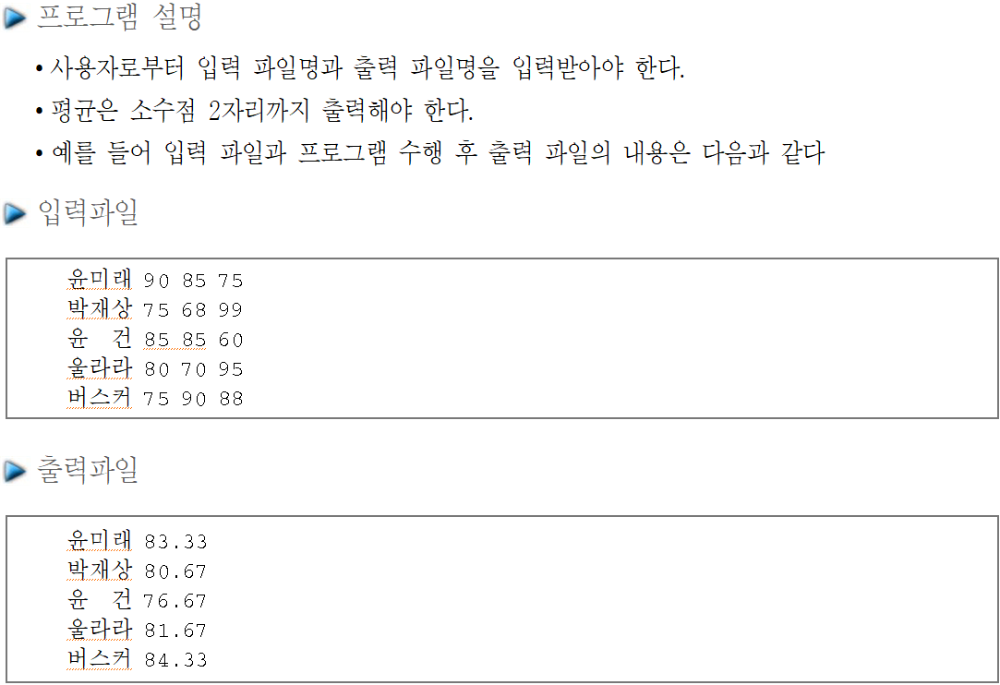 프로그램 설명
• 사용자로부터 입력 파일명과 출력 파일명을 입력받아야 한다.
• 평균은 소수점 2자리까지 출력해야 한다.
• 예를 들어 입력 파일과 프로그램 수행 후 출력 파일의 내용은 다음과 같다
입력파일
윤미래 90 85 75
박재상 75 68 99
윤  건 85 85 60
울라라 80 70 95
버스커 75 90 88
출력파일
윤미래 83.33
박재상 80.67
윤  건 76.67
울라라 81.67
버스커 84.33